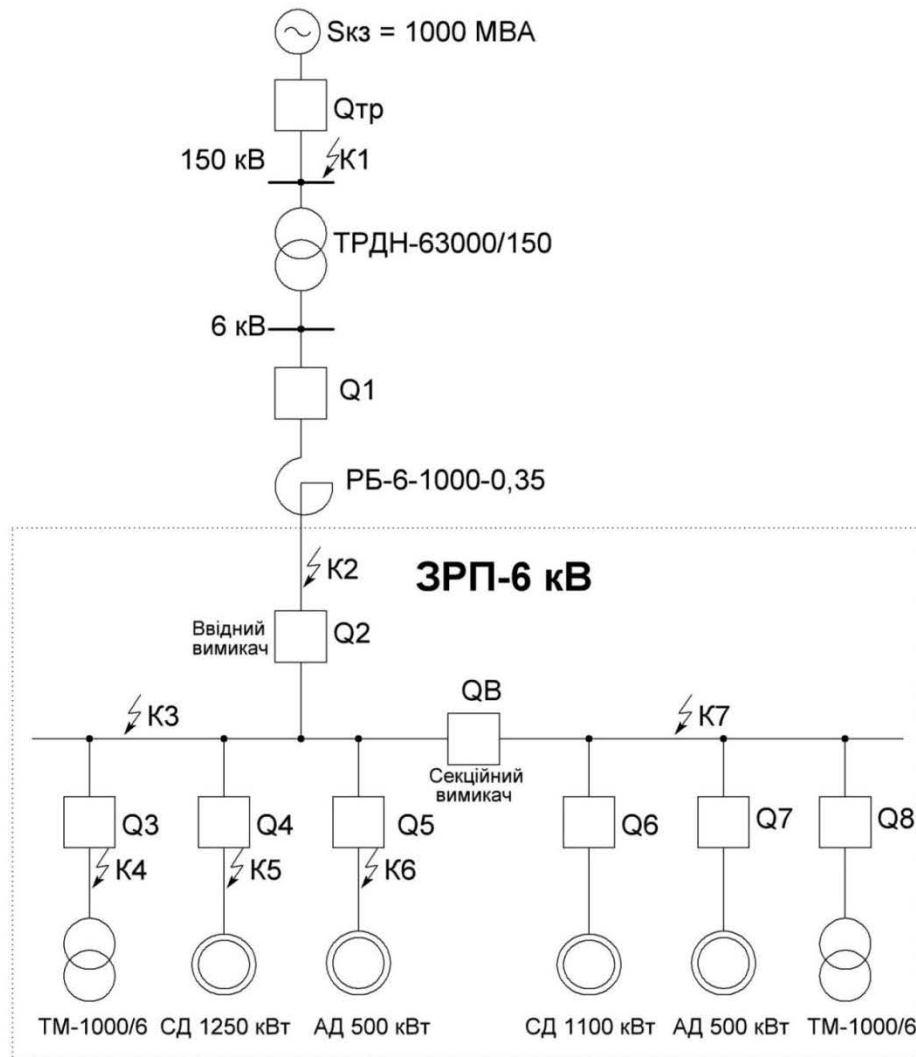 Sкз = 1000 МВА
Qтр
150 кВ
К1
ТРДН-63000/150
6 кВ
Q1
РБ-6-1000-0,35
К2
ЗРП-6 кВ
Ввідний
вимикач
Q2
QB
К3
К7
Секційний
вимикач
Q3
Q4
Q5
Q6
Q7
Q8
К4
К5
К6
ТМ-1000/6
СД 1250 кВт
АД 500 кВт
СД 1100 кВт
АД 500 кВт
ТМ-1000/6